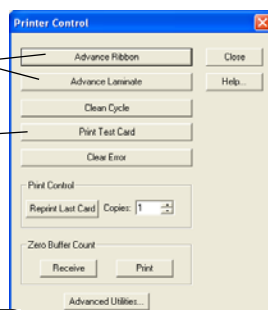 Printer Control
Advance Ribbon
Close
Advance Laminate
Help...
Clean Cycle
Print Test Card
Clear Error
Print Control
Reprint Last Card Copies: 1
Zero Buffer Count
Receive Print
Advanced Utilities...